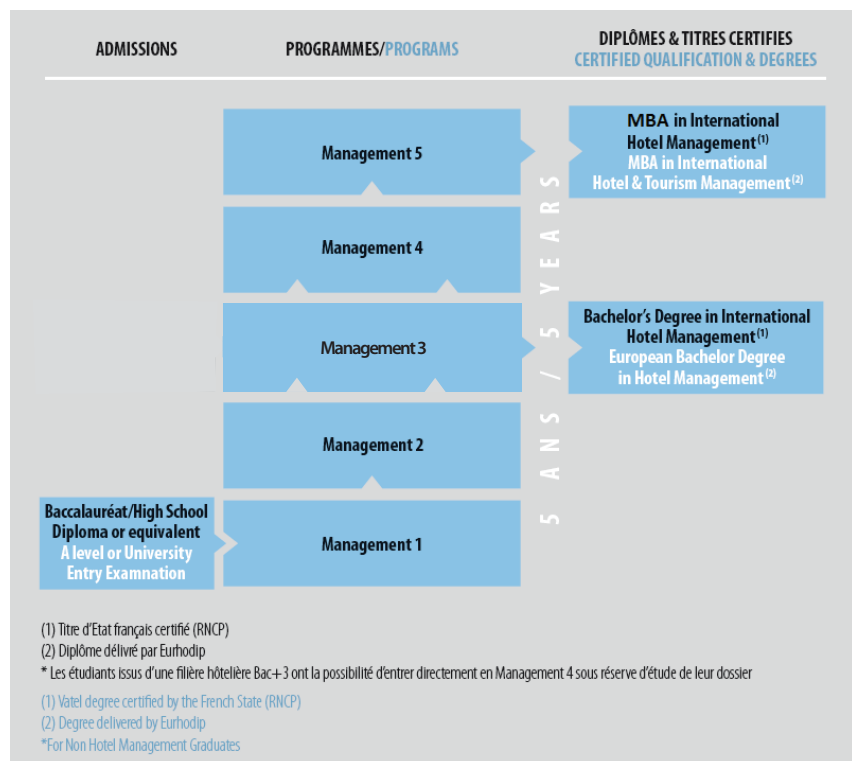 ADMISSIONS
PROGRAMMES/PROGRAMS
DIPLÔMES & TITRES CERTIFIES
CERTIFIED QUALIFICATION & DEGREES
Management 5
MBA in International
Hotel Management (1)
MBA in International
Hotel & Tourism Management (2)
Management 4
Management 3
Bachelor's Degree in International
Hotel Management (1)
European Bachelor Degree
in Hotel Management (2)
Management 2
Baccalauréat/High School
Diploma or equivalent
A level or University
Entry Examnation
Management 1
5 ANS / 5 YEARS
(1) Titre d'Etat français certifié (RNCP)
(2) Diplôme délivré par Eurhodip
* Les étudiants issus d'une filière hôtelière Bac+3 ont la possibilité d'entrer directement en Management 4 sous réserve d'étude de leur dossier
(1) Vatel degree certified by the French State (RNCP)
(2) Degree delivered by Eurhodip
*For Non Hotel Management Graduates